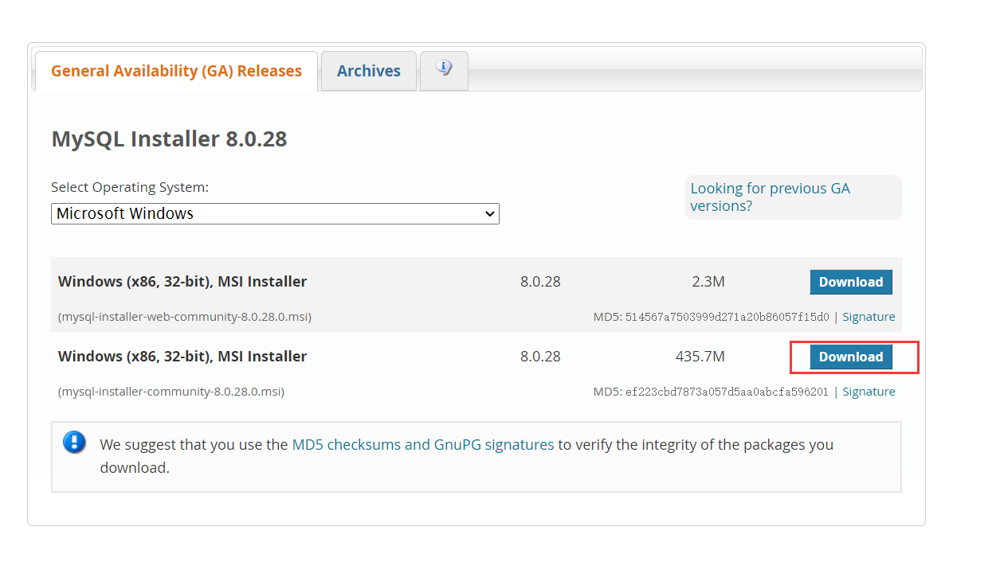 General Availability (GA) Releases
Archives
MySQL Installer 8.0.28
Select Operating System:
Looking for previous GA
versions?
Microsoft Windows
Windows (x86, 32-bit), MSI Installer 8.0.28 2.3M Download
(mysql-installer-web-community-8.0.28.0.msi) MD5: 514567a7503999d271a20b86057f15d0 | Signature
Windows (x86, 32-bit), MSI Installer 8.0.28 435.7M Download
(mysql-installer-community-8.0.28.0.msi) MD5: ef223cbd7873a057d5aa0abcfa596201 | Signature
We suggest that you use the MD5 checksums and GnuPG signatures to verify the integrity of the packages you
download.